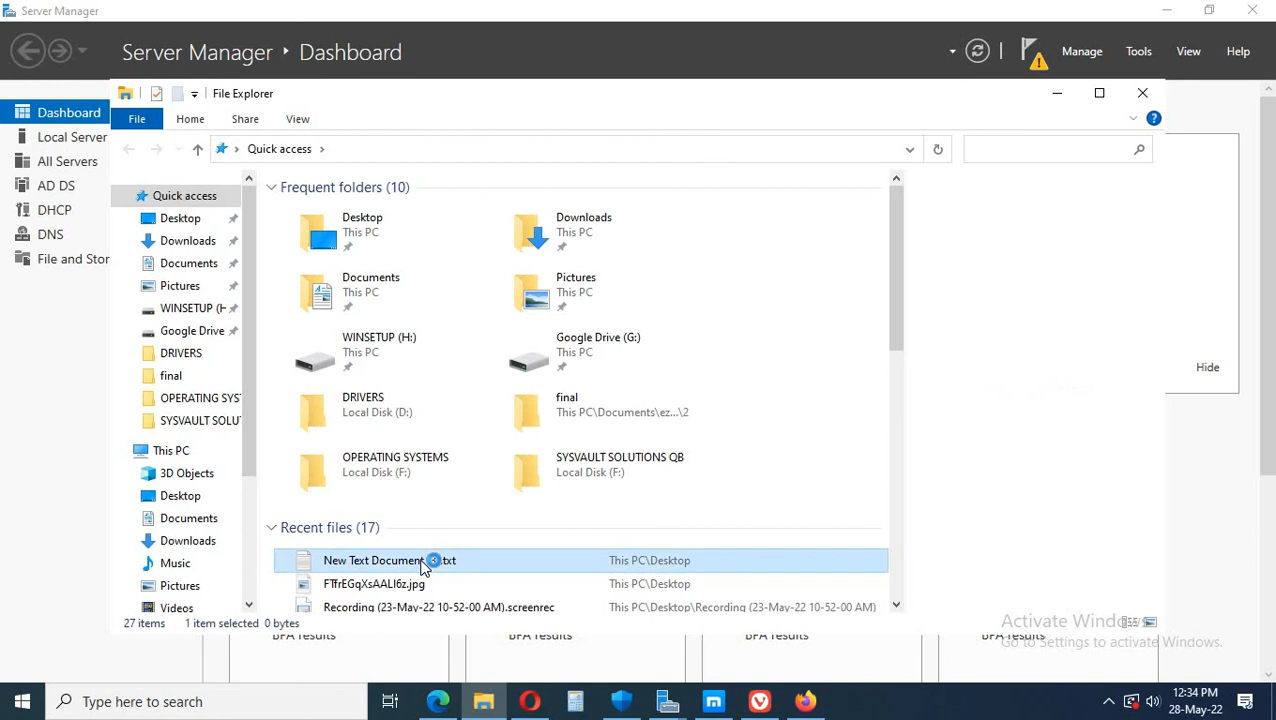 Server Manager
Server Manager
Dashboard
Manage
Tools
View
Help
File Explorer
File
Home
Share
View
Quick access
Dashboard
Local Server
All Servers
AD DS
DHCP
DNS
File and Stor
Quick access
Desktop
Downloads
Documents
Pictures
WINSETUP (H
Google Drive
DRIVERS
final
OPERATING SYS
SYSVAULT SOLU
This PC
3D Objects
Desktop
Documents
Downloads
Music
Pictures
Videos
Frequent folders (10)
Desktop
This PC
Downloads
This PC
Documents
This PC
Pictures
This PC
WINSETUP (H:)
This PC
Google Drive (G:)
This PC
DRIVERS
Local Disk (D:)
final
This PC\Documents\ez...\2
OPERATING SYSTEMS
Local Disk (F:)
SYSVAULT SOLUTIONS QB
Local Disk (F:)
Recent files (17)
New Text Document .txt This PC\Desktop
FTfrEGqXsAALI6z.jpg This PC\Desktop
Recording (23-May-22 10-52-00 AM).screenrec This PC\Desktop\Recording (23-May-22 10-52-00 AM)
27 items 1 item selected 0 bytes
Hide
BPA results
BPA results
BPA results
BPA results
Activate Windows
Go to Settings to activate Windows.
Type here to search
12:34 PM
28-May-22